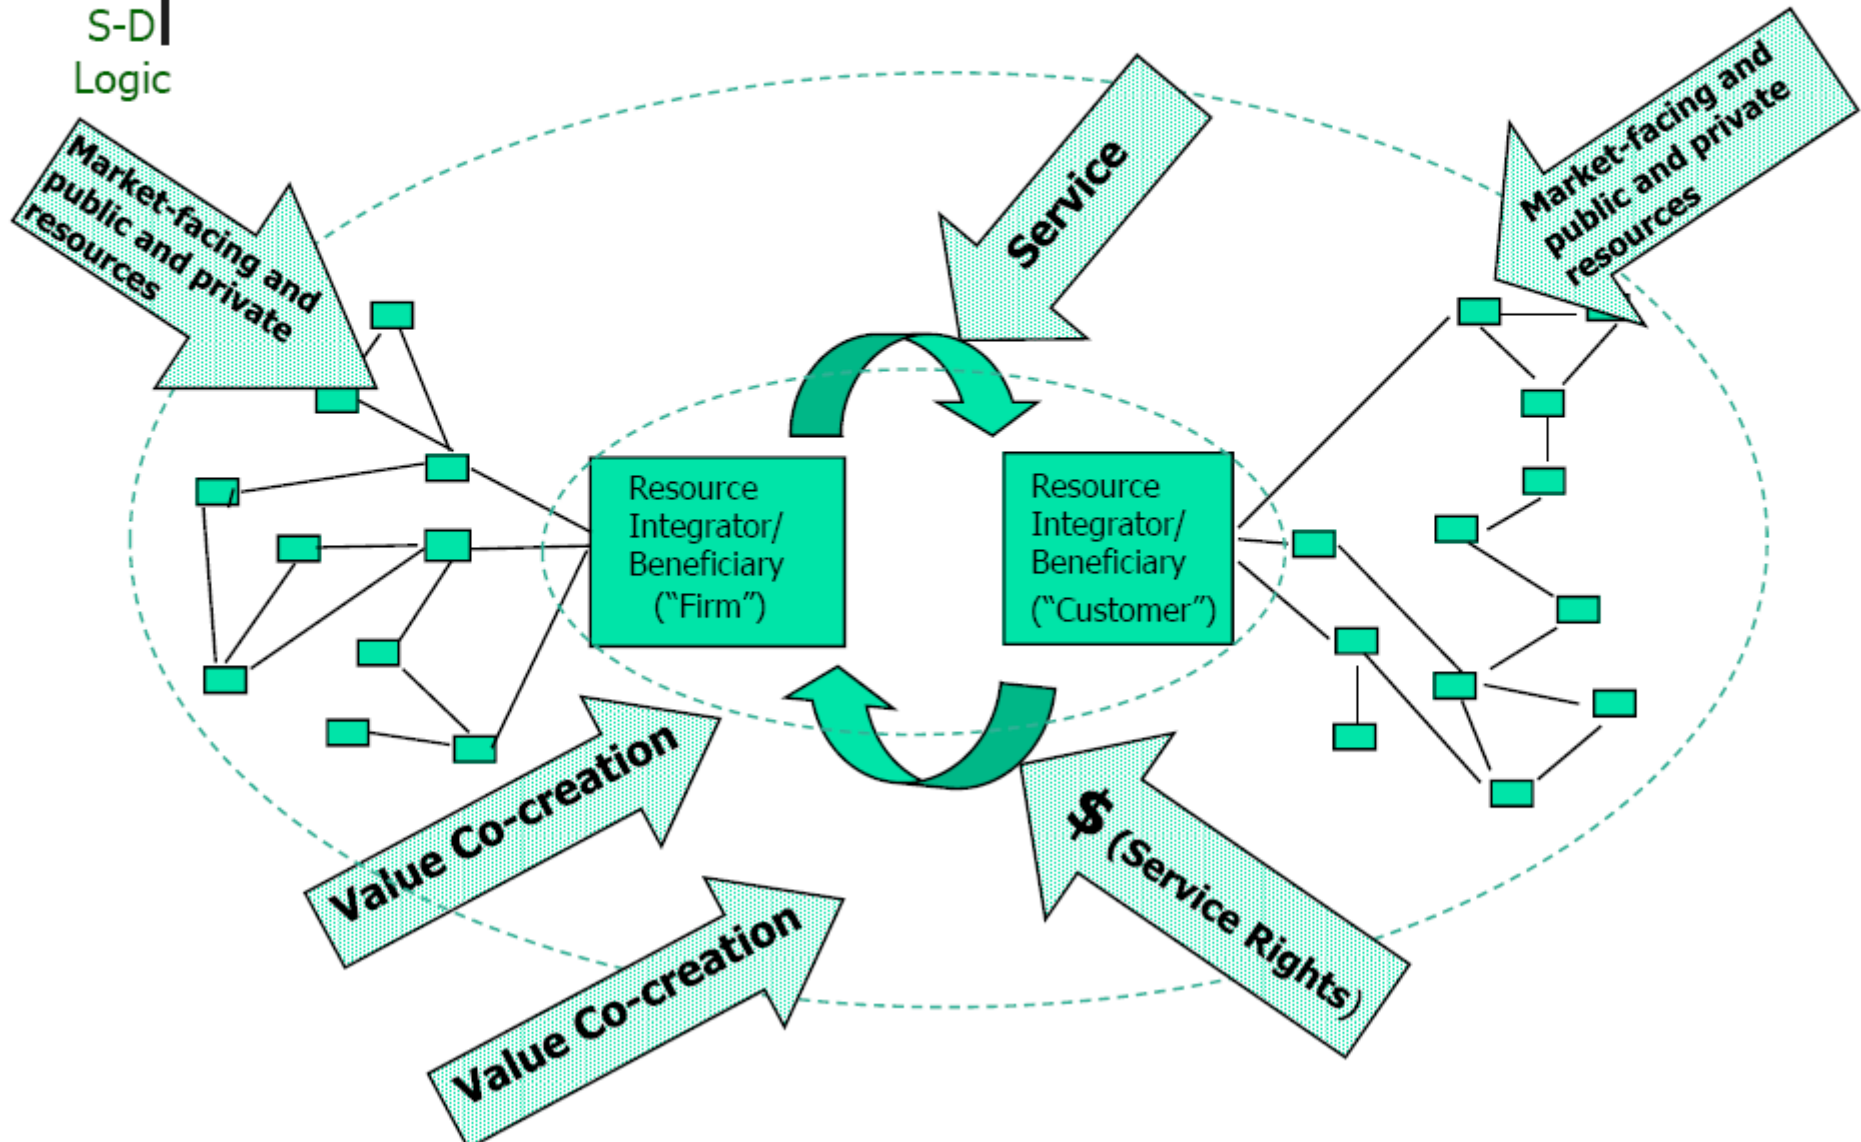 S-D
Logic
Market-facing and
public and private
resources
Service
Market-facing and
public and private
resources
Resource
Integrator/
Beneficiary
(“Firm”)
Resource
Integrator/
Beneficiary
(“Customer”)
Value Co-creation
$ (Service Rights)
Value Co-creation